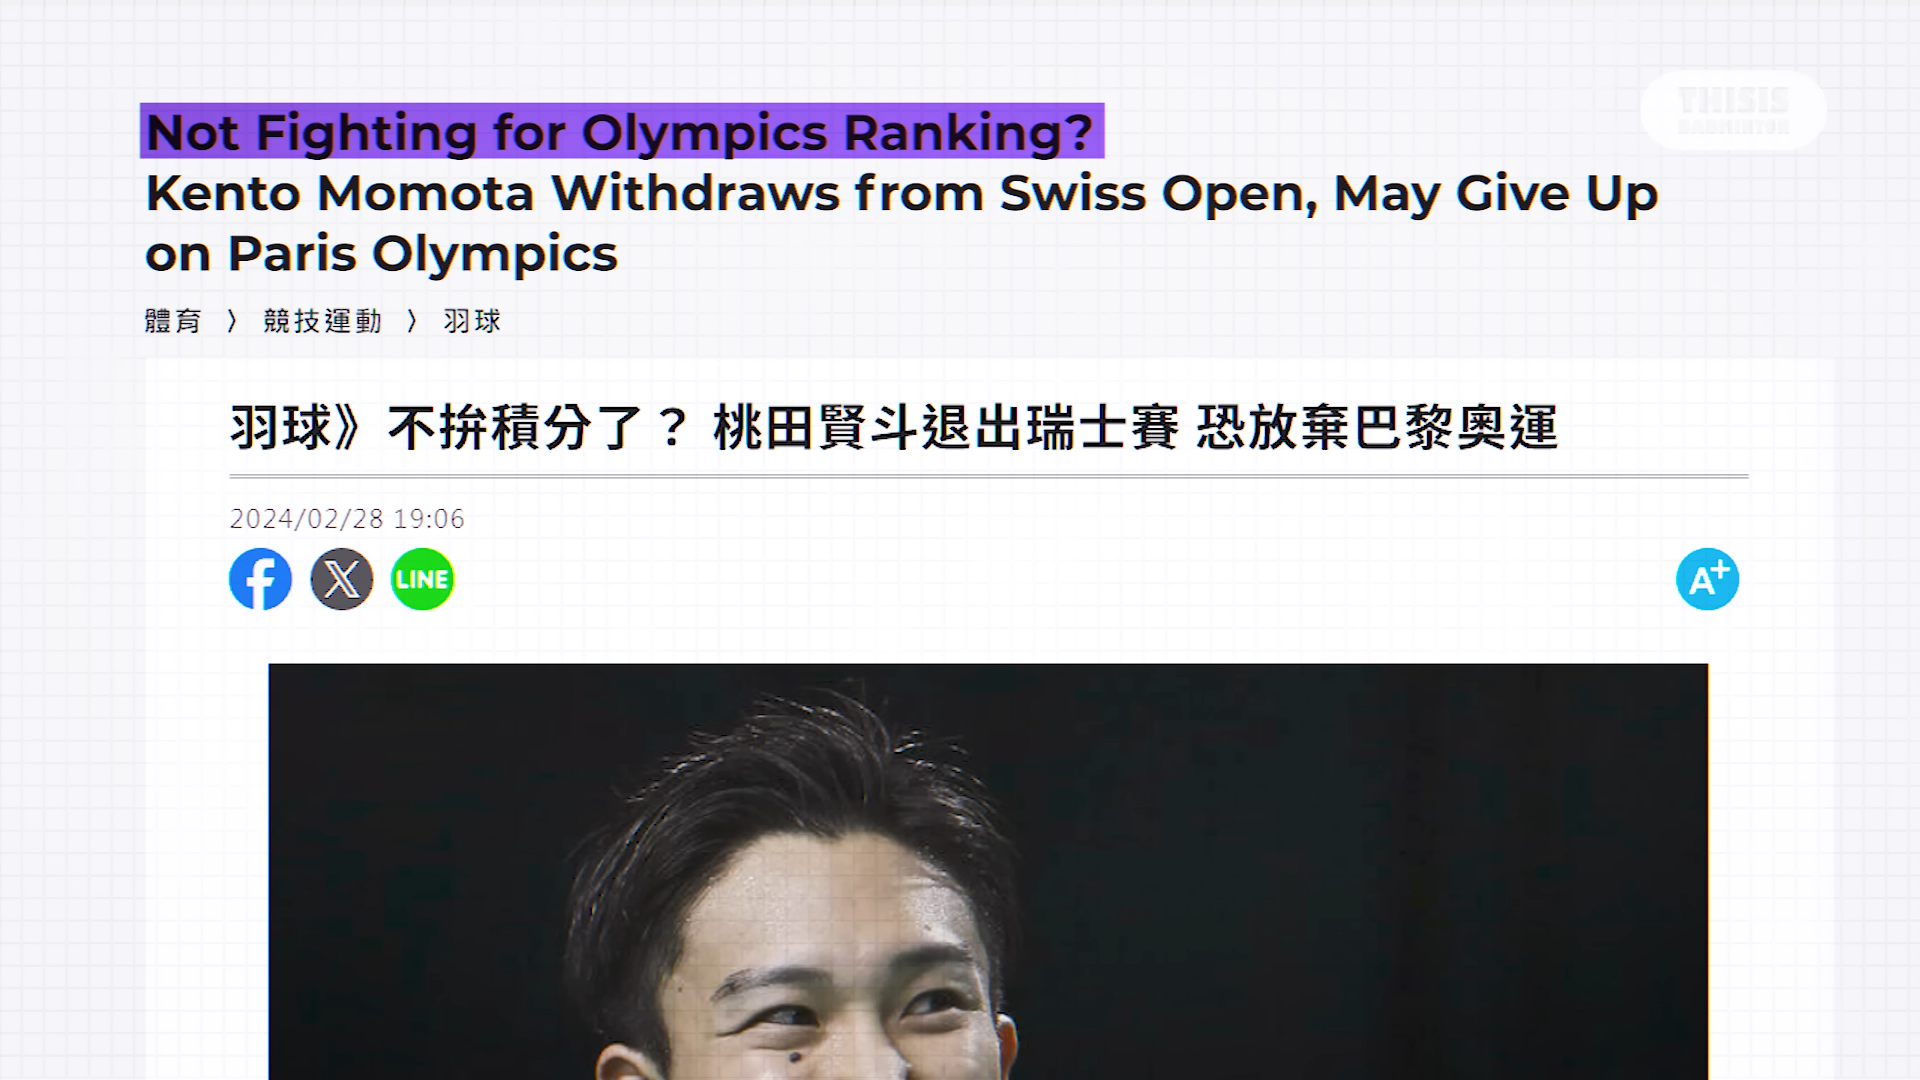 THISIS
BADMINTON
Not Fighting for Olympics Ranking?
Kento Momota Withdraws from Swiss Open, May Give Up
on Paris Olympics
體育 〉 競技運動 〉 羽球
羽球》不拚積分了？ 桃田賢斗退出瑞士賽 恐放棄巴黎奧運
2024/02/28 19:06
LINE
A+